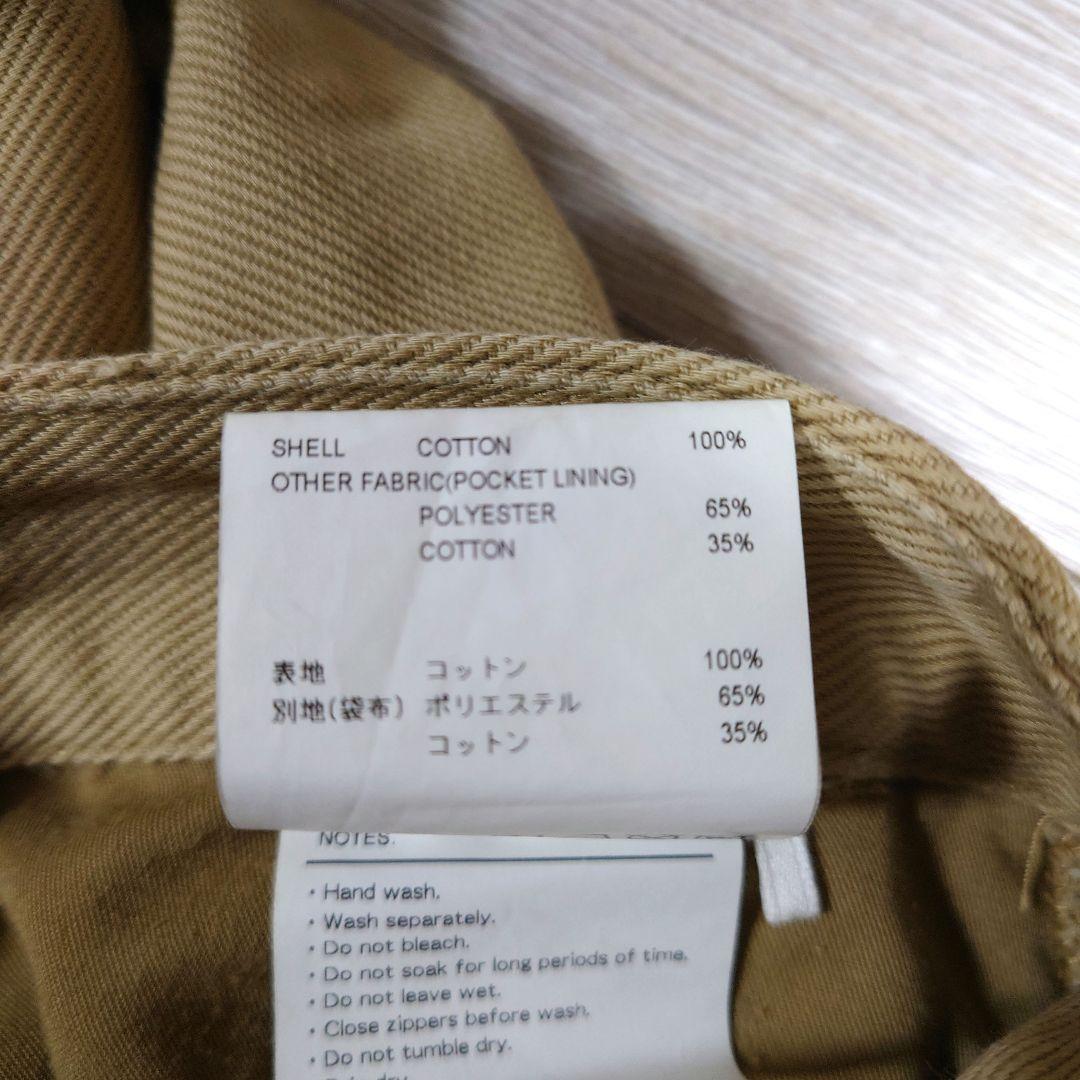 SHELL COTTON 100%
OTHER FABRIC(POCKET LINING)
POLYESTER 65%
COTTON 35%
表地 コットン 100%
別地(袋布) ポリエステル 65%
コットン 35%
NOTES:
・Hand wash.
・Wash separately.
・Do not bleach.
・Do not soak for long periods of time.
・Do not leave wet.
・Close zippers before wash.
・Do not tumble dry.